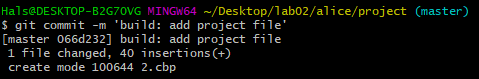 Hals@DESKTOP-B2G7OVG MINGW64 ~/Desktop/lab02/alice/project (master)
$ git commit -m 'build: add project file'
[master 066d232] build: add project file
 1 file changed, 40 insertions(+)
 create mode 100644 2.cbp